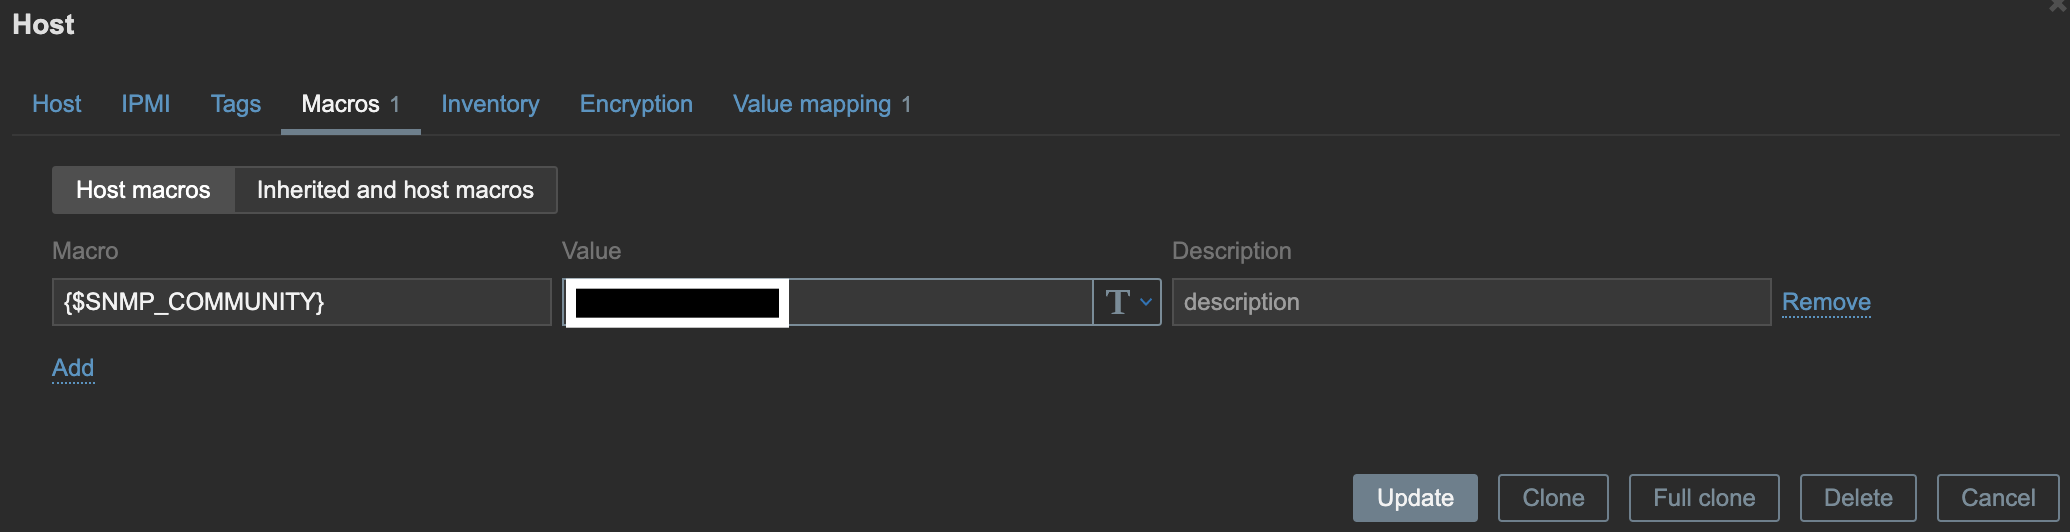 Host
Host IPMI Tags Macros 1 Inventory Encryption Value mapping 1
Host macros Inherited and host macros
Macro Value Description
{$SNMP_COMMUNITY} T description Remove
Add
Update Clone Full clone Delete Cancel